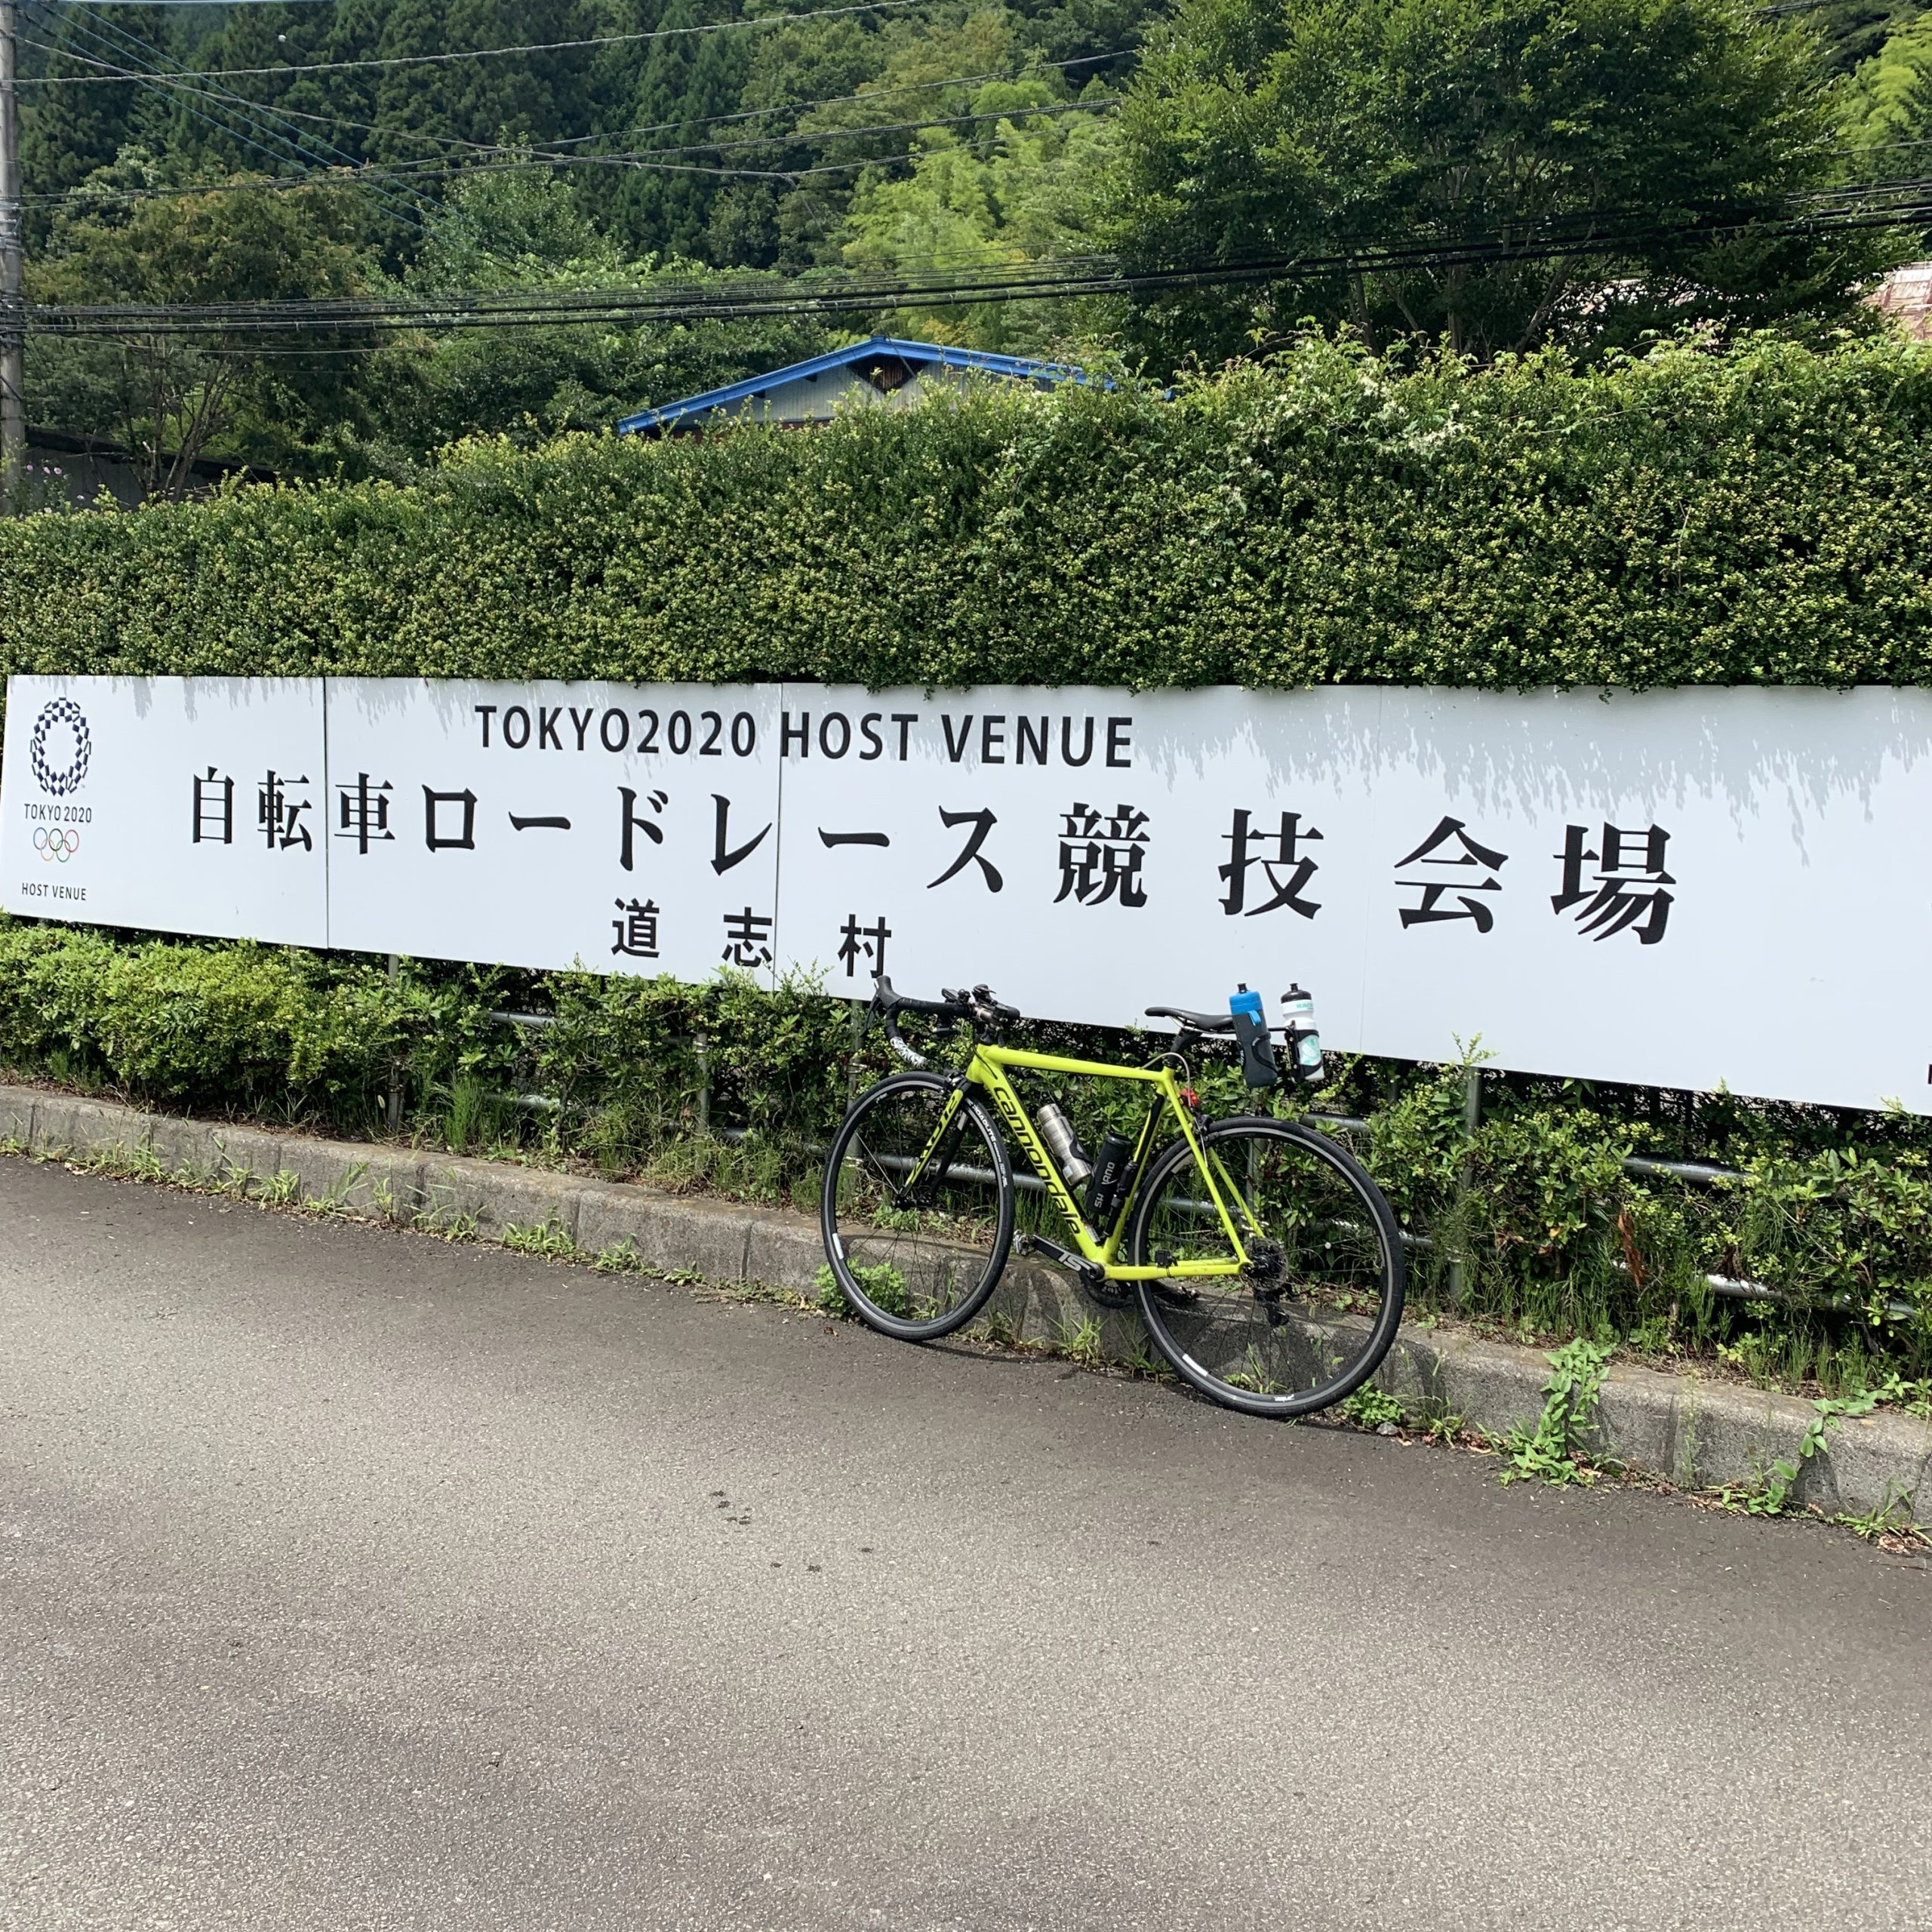 TOKYO2020 HOST VENUE
自転車ロードレース競技会場
道志村
TOKYO 2020
HOST VENUE
cannondale
SI